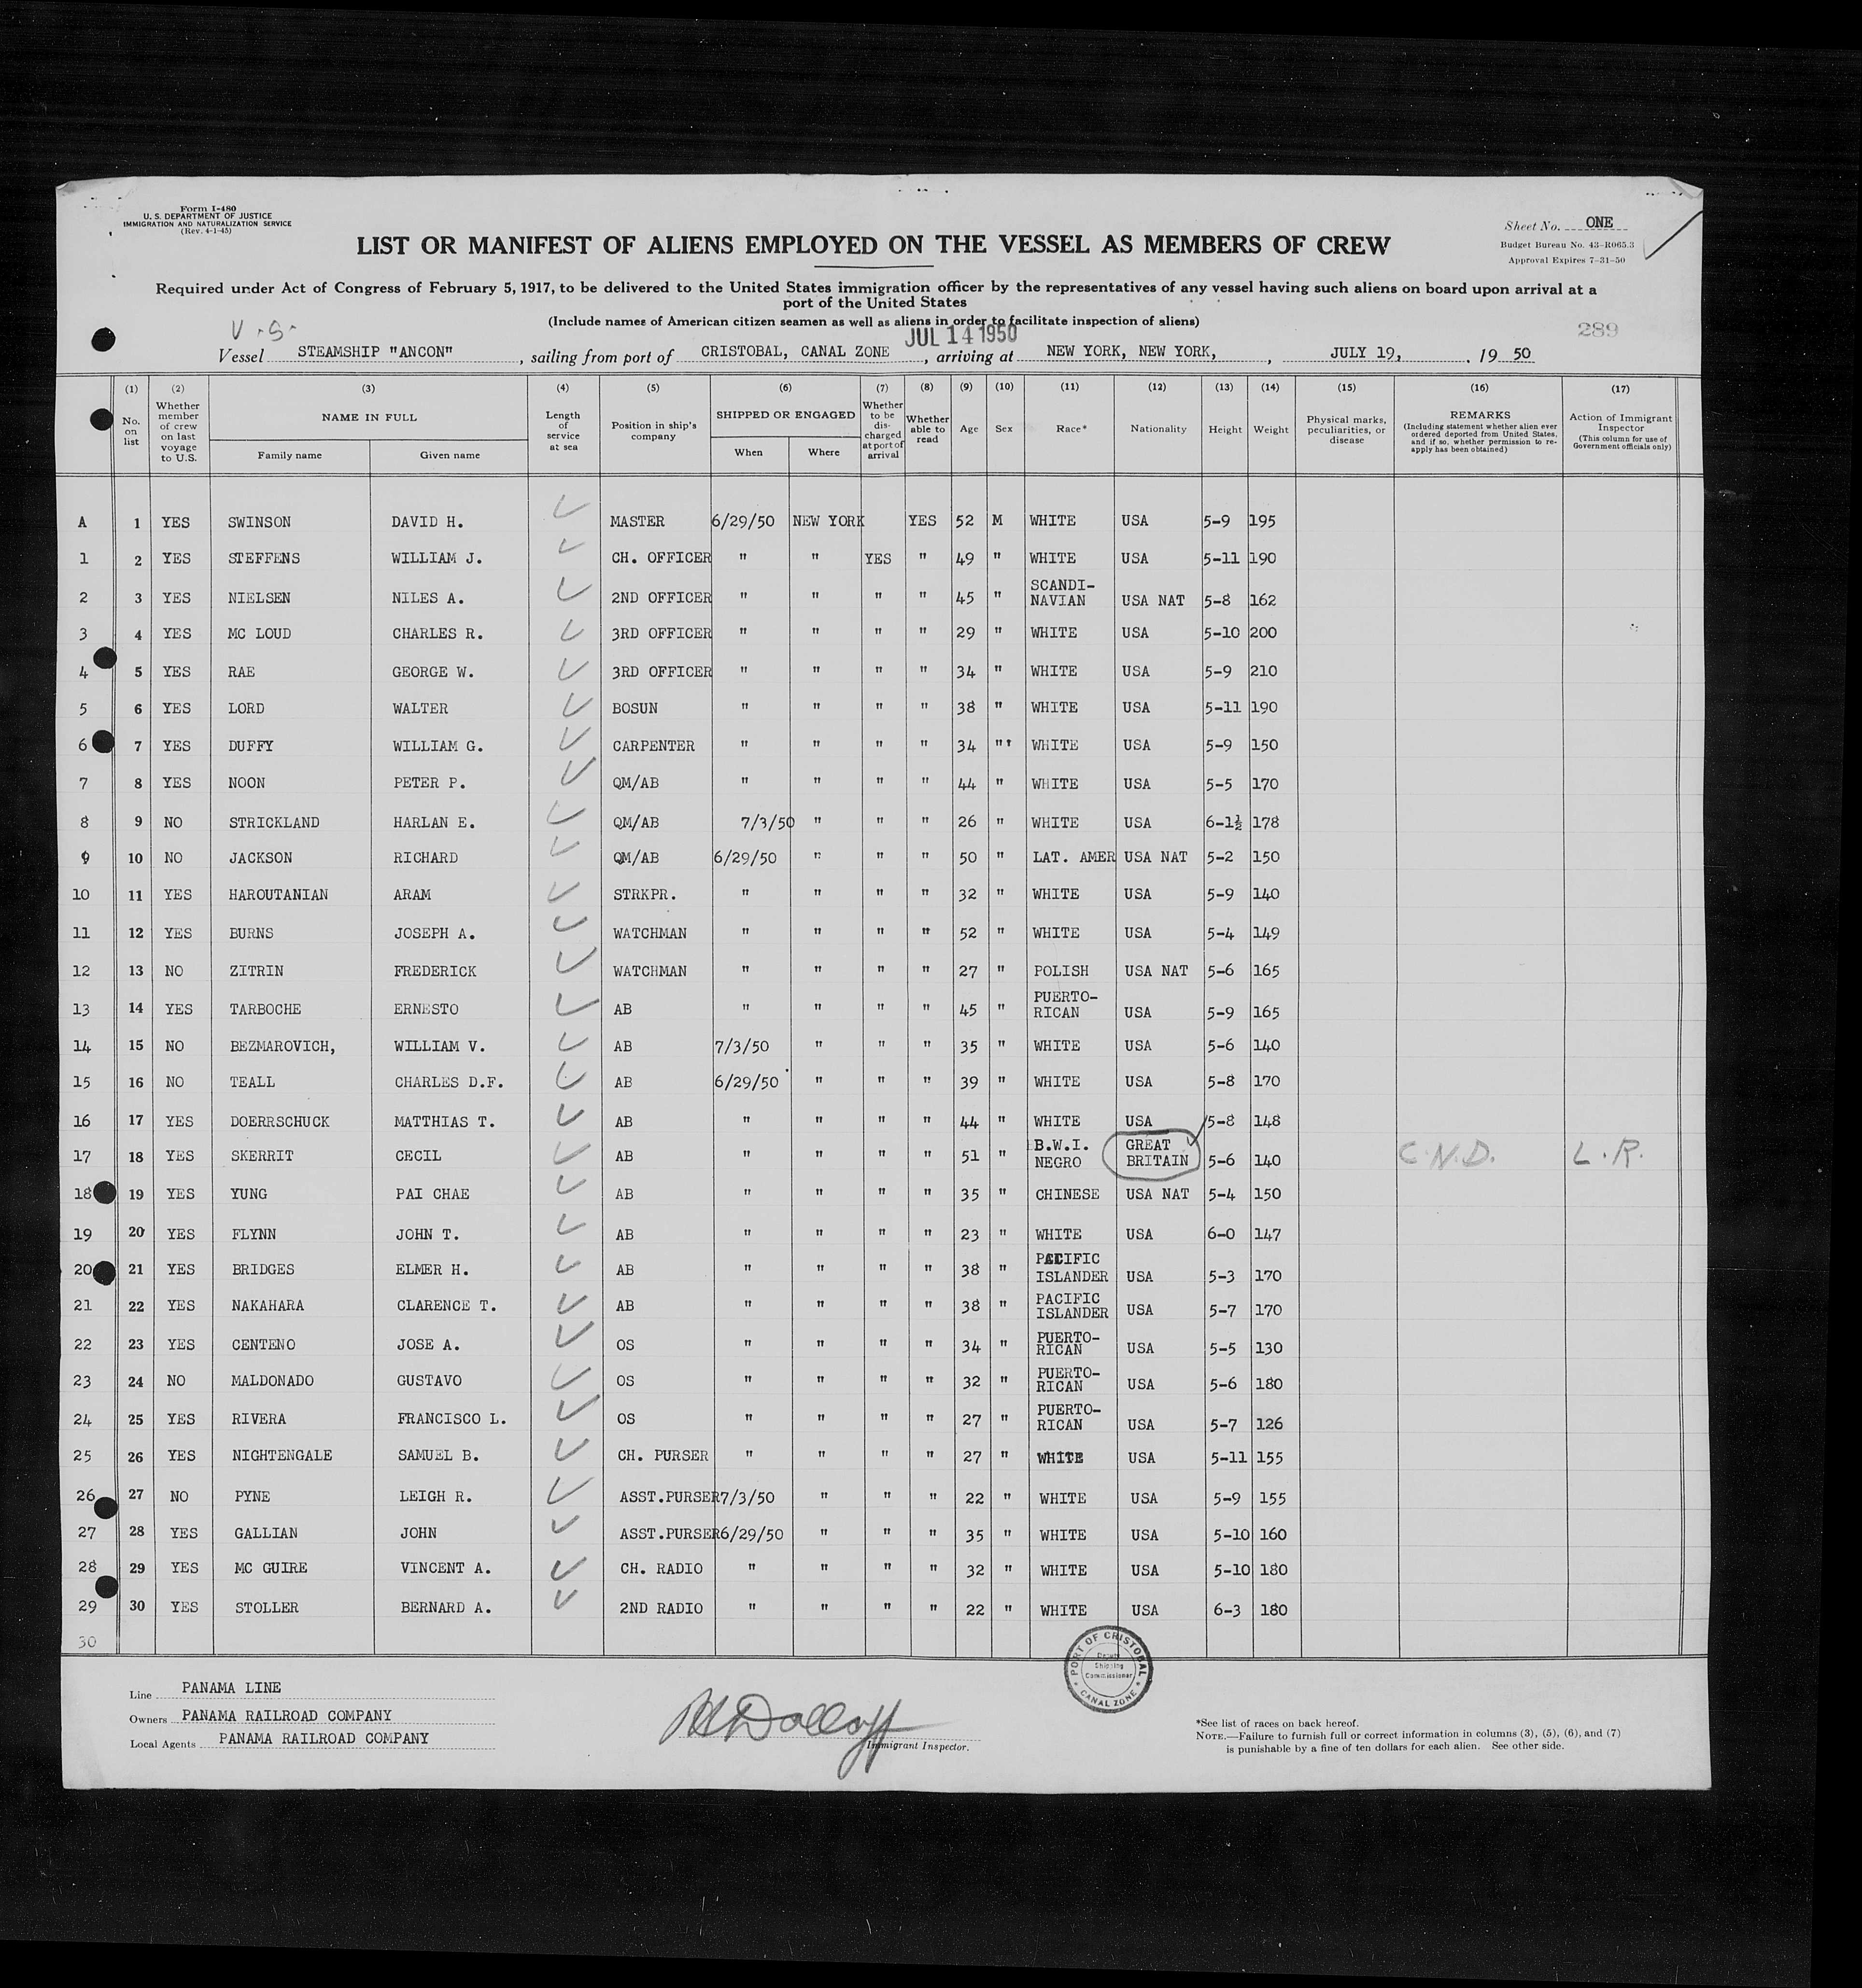 Form I-480
U. S. DEPARTMENT OF JUSTICE
IMMIGRATION AND NATURALIZATION SERVICE
(Rev. 4-1-45)
Sheet No. ONE
Budget Bureau No. 43-R065.3
Approval Expires 7-31-50
LIST OR MANIFEST OF ALIENS EMPLOYED ON THE VESSEL AS MEMBERS OF CREW
Required under Act of Congress of February 5, 1917, to be delivered to the United States immigration officer by the representatives of any vessel having such aliens on board upon arrival at a
port of the United States
(Include names of American citizen seamen as well as aliens in order to facilitate inspection of aliens)
V.S.
JUL 14 1950
289
Vessel STEAMSHIP "ANCON", sailing from port of CRISTOBAL, CANAL ZONE, arriving at NEW YORK, NEW YORK, , JULY 19, , 19 50
(1) (2) (3) (4) (5) (6) (7) (8) (9) (10) (11) (12) (13) (14) (15) (16) (17)
No. on list
Whether member of crew on last voyage to U.S.
NAME IN FULL
Family name
Given name
Length of service at sea
Position in ship's company
SHIPPED OR ENGAGED
When
Where
Whether to be discharged at port of arrival
Whether able to read
Age
Sex
Race*
Nationality
Height
Weight
Physical marks, peculiarities, or disease
REMARKS
(Including statement whether alien ever ordered deported from United States, and if so, whether permission to reapply has been obtained)
Action of Immigrant Inspector
(This column for use of Government officials only)
A 1 YES SWINSON DAVID H. MASTER 6/29/50 NEW YORK YES 52 M WHITE USA 5-9 195
1 2 YES STEFFENS WILLIAM J. CH. OFFICER " " YES " 49 " WHITE USA 5-11 190
2 3 YES NIELSEN NILES A. 2ND OFFICER " " " " 45 " SCANDI-NAVIAN USA NAT 5-8 162
3 4 YES MC LOUD CHARLES R. 3RD OFFICER " " " " 29 " WHITE USA 5-10 200
4 5 YES RAE GEORGE W. 3RD OFFICER " " " " 34 " WHITE USA 5-9 210
5 6 YES LORD WALTER BOSUN " " " " 38 " WHITE USA 5-11 190
6 7 YES DUFFY WILLIAM G. CARPENTER " " " " 34 "' WHITE USA 5-9 150
7 8 YES NOON PETER P. QM/AB " " " " 44 " WHITE USA 5-5 170
8 9 NO STRICKLAND HARLAN E. QM/AB 7/3/50 " " " 26 " WHITE USA 6-1½ 178
9 10 NO JACKSON RICHARD QM/AB 6/29/50 " " " 50 " LAT. AMER USA NAT 5-2 150
10 11 YES HAROUTANIAN ARAM STRKPR. " " " " 32 " WHITE USA 5-9 140
11 12 YES BURNS JOSEPH A. WATCHMAN " " " " 52 " WHITE USA 5-4 149
12 13 NO ZITRIN FREDERICK WATCHMAN " " " " 27 " POLISH USA NAT 5-6 165
13 14 YES TARBOCHE ERNESTO AB " " " " 45 " PUERTO-RICAN USA 5-9 165
14 15 NO BEZMAROVICH, WILLIAM V. AB 7/3/50 " " " 35 " WHITE USA 5-6 140
15 16 NO TEALL CHARLES D.F. AB 6/29/50 " " " 39 " WHITE USA 5-8 170
16 17 YES DOERRSCHUCK MATTHIAS T. AB " " " " 44 " WHITE USA 5-8 148
17 18 YES SKERRIT CECIL AB " " " " 51 " B.W.I. NEGRO GREAT BRITAIN 5-6 140 C.N.D. L.R.
18 19 YES YUNG PAI CHAE AB " " " " 35 " CHINESE USA NAT 5-4 150
19 20 YES FLYNN JOHN T. AB " " " " 23 " WHITE USA 6-0 147
20 21 YES BRIDGES ELMER H. AB " " " " 38 " PACIFIC ISLANDER USA 5-3 170
21 22 YES NAKAHARA CLARENCE T. AB " " " " 38 " PACIFIC ISLANDER USA 5-7 170
22 23 YES CENTENO JOSE A. OS " " " " 34 " PUERTO-RICAN USA 5-5 130
23 24 NO MALDONADO GUSTAVO OS " " " " 32 " PUERTO-RICAN USA 5-6 180
24 25 YES RIVERA FRANCISCO L. OS " " " " 27 " PUERTO-RICAN USA 5-7 126
25 26 YES NIGHTENGALE SAMUEL B. CH. PURSER " " " " 27 " WHITE USA 5-11 155
26 27 NO PYNE LEIGH R. ASST.PURSER 7/3/50 " " " 22 " WHITE USA 5-9 155
27 28 YES GALLIAN JOHN ASST.PURSER 6/29/50 " " " 35 " WHITE USA 5-10 160
28 29 YES MC GUIRE VINCENT A. CH. RADIO " " " " 32 " WHITE USA 5-10 180
29 30 YES STOLLER BERNARD A. 2ND RADIO " " " " 22 " WHITE USA 6-3 180
30
PORT OF CRISTOBAL
Deputy Shipping Commissioner
CANAL ZONE
Line PANAMA LINE
Owners PANAMA RAILROAD COMPANY
Local Agents PANAMA RAILROAD COMPANY
Immigrant Inspector.
*See list of races on back hereof.
NOTE.—Failure to furnish full or correct information in columns (3), (5), (6), and (7)
is punishable by a fine of ten dollars for each alien. See other side.